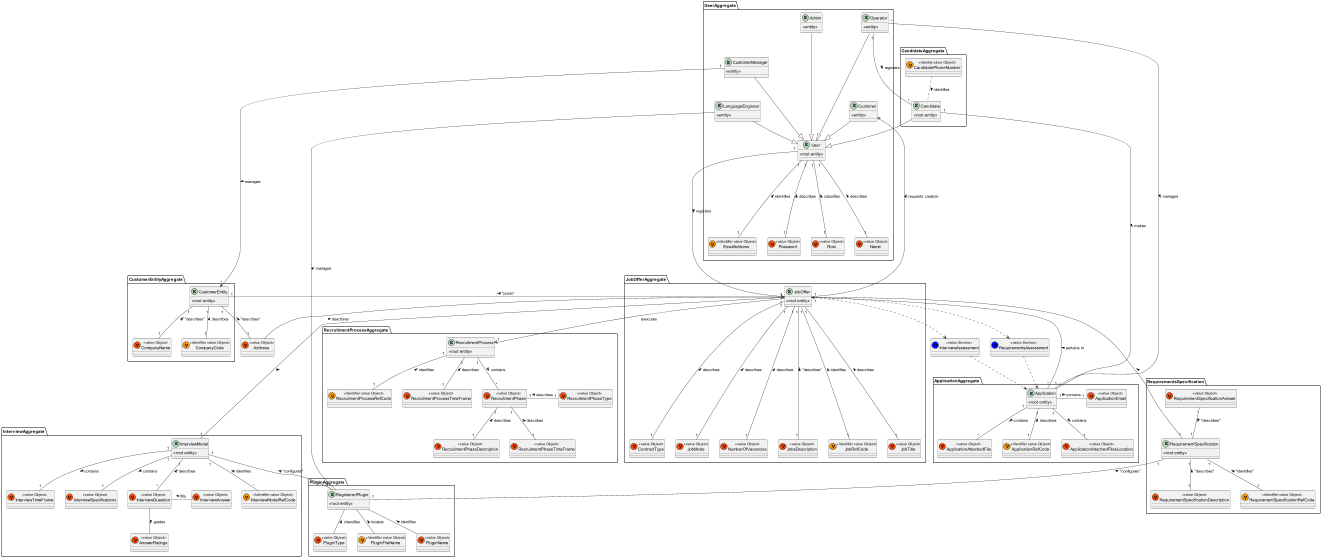 UserAggregate
Admin
«entity»
Operator
«entity»
CustomerManager
«entity»
LanguageEngineer
«entity»
Customer
«entity»
User
«root entity»
identifies
describes
classifies
describes
«Identifier value Object»
EmailAddress
«value Object»
Password
«value Object»
Role
«value Object»
Name
CandidateAggregate
«Identity value Object»
CandidatePhoneNumber
identifies
Candidate
«root entity»
registers
manages
manages
manages
makes
registers
requests creation
CustomerEntityAggregate
CustomerEntity
«root entity»
"describes"
describes
"describes"
«value Object»
CompanyName
«Identifier value Object»
CompanyCode
«value Object»
Address
"posts"
describes
JobOfferAggregate
JobOffer
«root entity»
describes
describes
describes
"describes"
identifies
describes
«value Object»
ContractType
«value Object»
JobMode
«value Object»
NumberOfVacancies
«value Object»
JobsDescription
«Identifier value Object»
JobRefCode
«value Object»
JobTitle
executes
pertains to
RecruitmentProcessAggregate
RecruitmentProcess
«root entity»
identifies
describes
contains
«Identifier value Object»
RecruitmentProcessRefCode
«value Object»
RecruitmentProcessTimeFrame
«value Object»
RecruitmentPhase
describes
«value Object»
RecruitmentPhaseType
describes
describes
«value Object»
RecruitmentPhaseDescription
«value Object»
RecruitmentPhaseTimeFrame
«value Service»
InterviewAssessment
«value Service»
RequirementsAssessment
ApplicationAggregate
Application
«root entity»
contains
«value Object»
ApplicationEmail
contains
describes
contains
«value Object»
ApplicationAttachedFile
«Identifier value Object»
ApplicationRefCode
«value Object»
ApplicationAttachedFilesLocation
RequirementsSpecification
«value Object»
RequirementSpecificationAnswer
"describes"
RequirementSpecification
«root entity»
"describes"
"identifies"
«value Object»
RequirementSpecificationDescription
«Identifier value Object»
RequirementSpecificationRefCode
InterviewAggregate
InterviewModel
«root entity»
contains
contains
describes
identifies
«value Object»
InterviewTimeFrame
«value Object»
InterviewSpecifications
«value Object»
InterviewQuestion
«value Object»
InterviewAnswer
«Identifier value Object»
InterviewModelRefCode
grades
«value Object»
AnswerRatings
"configures"
"configures"
PluginAggregate
RegisteredPlugin
«root entity»
classifies
locates
identifies
«value Object»
PluginType
«Identifier value Object»
PluginFileName
«value Object»
PluginName